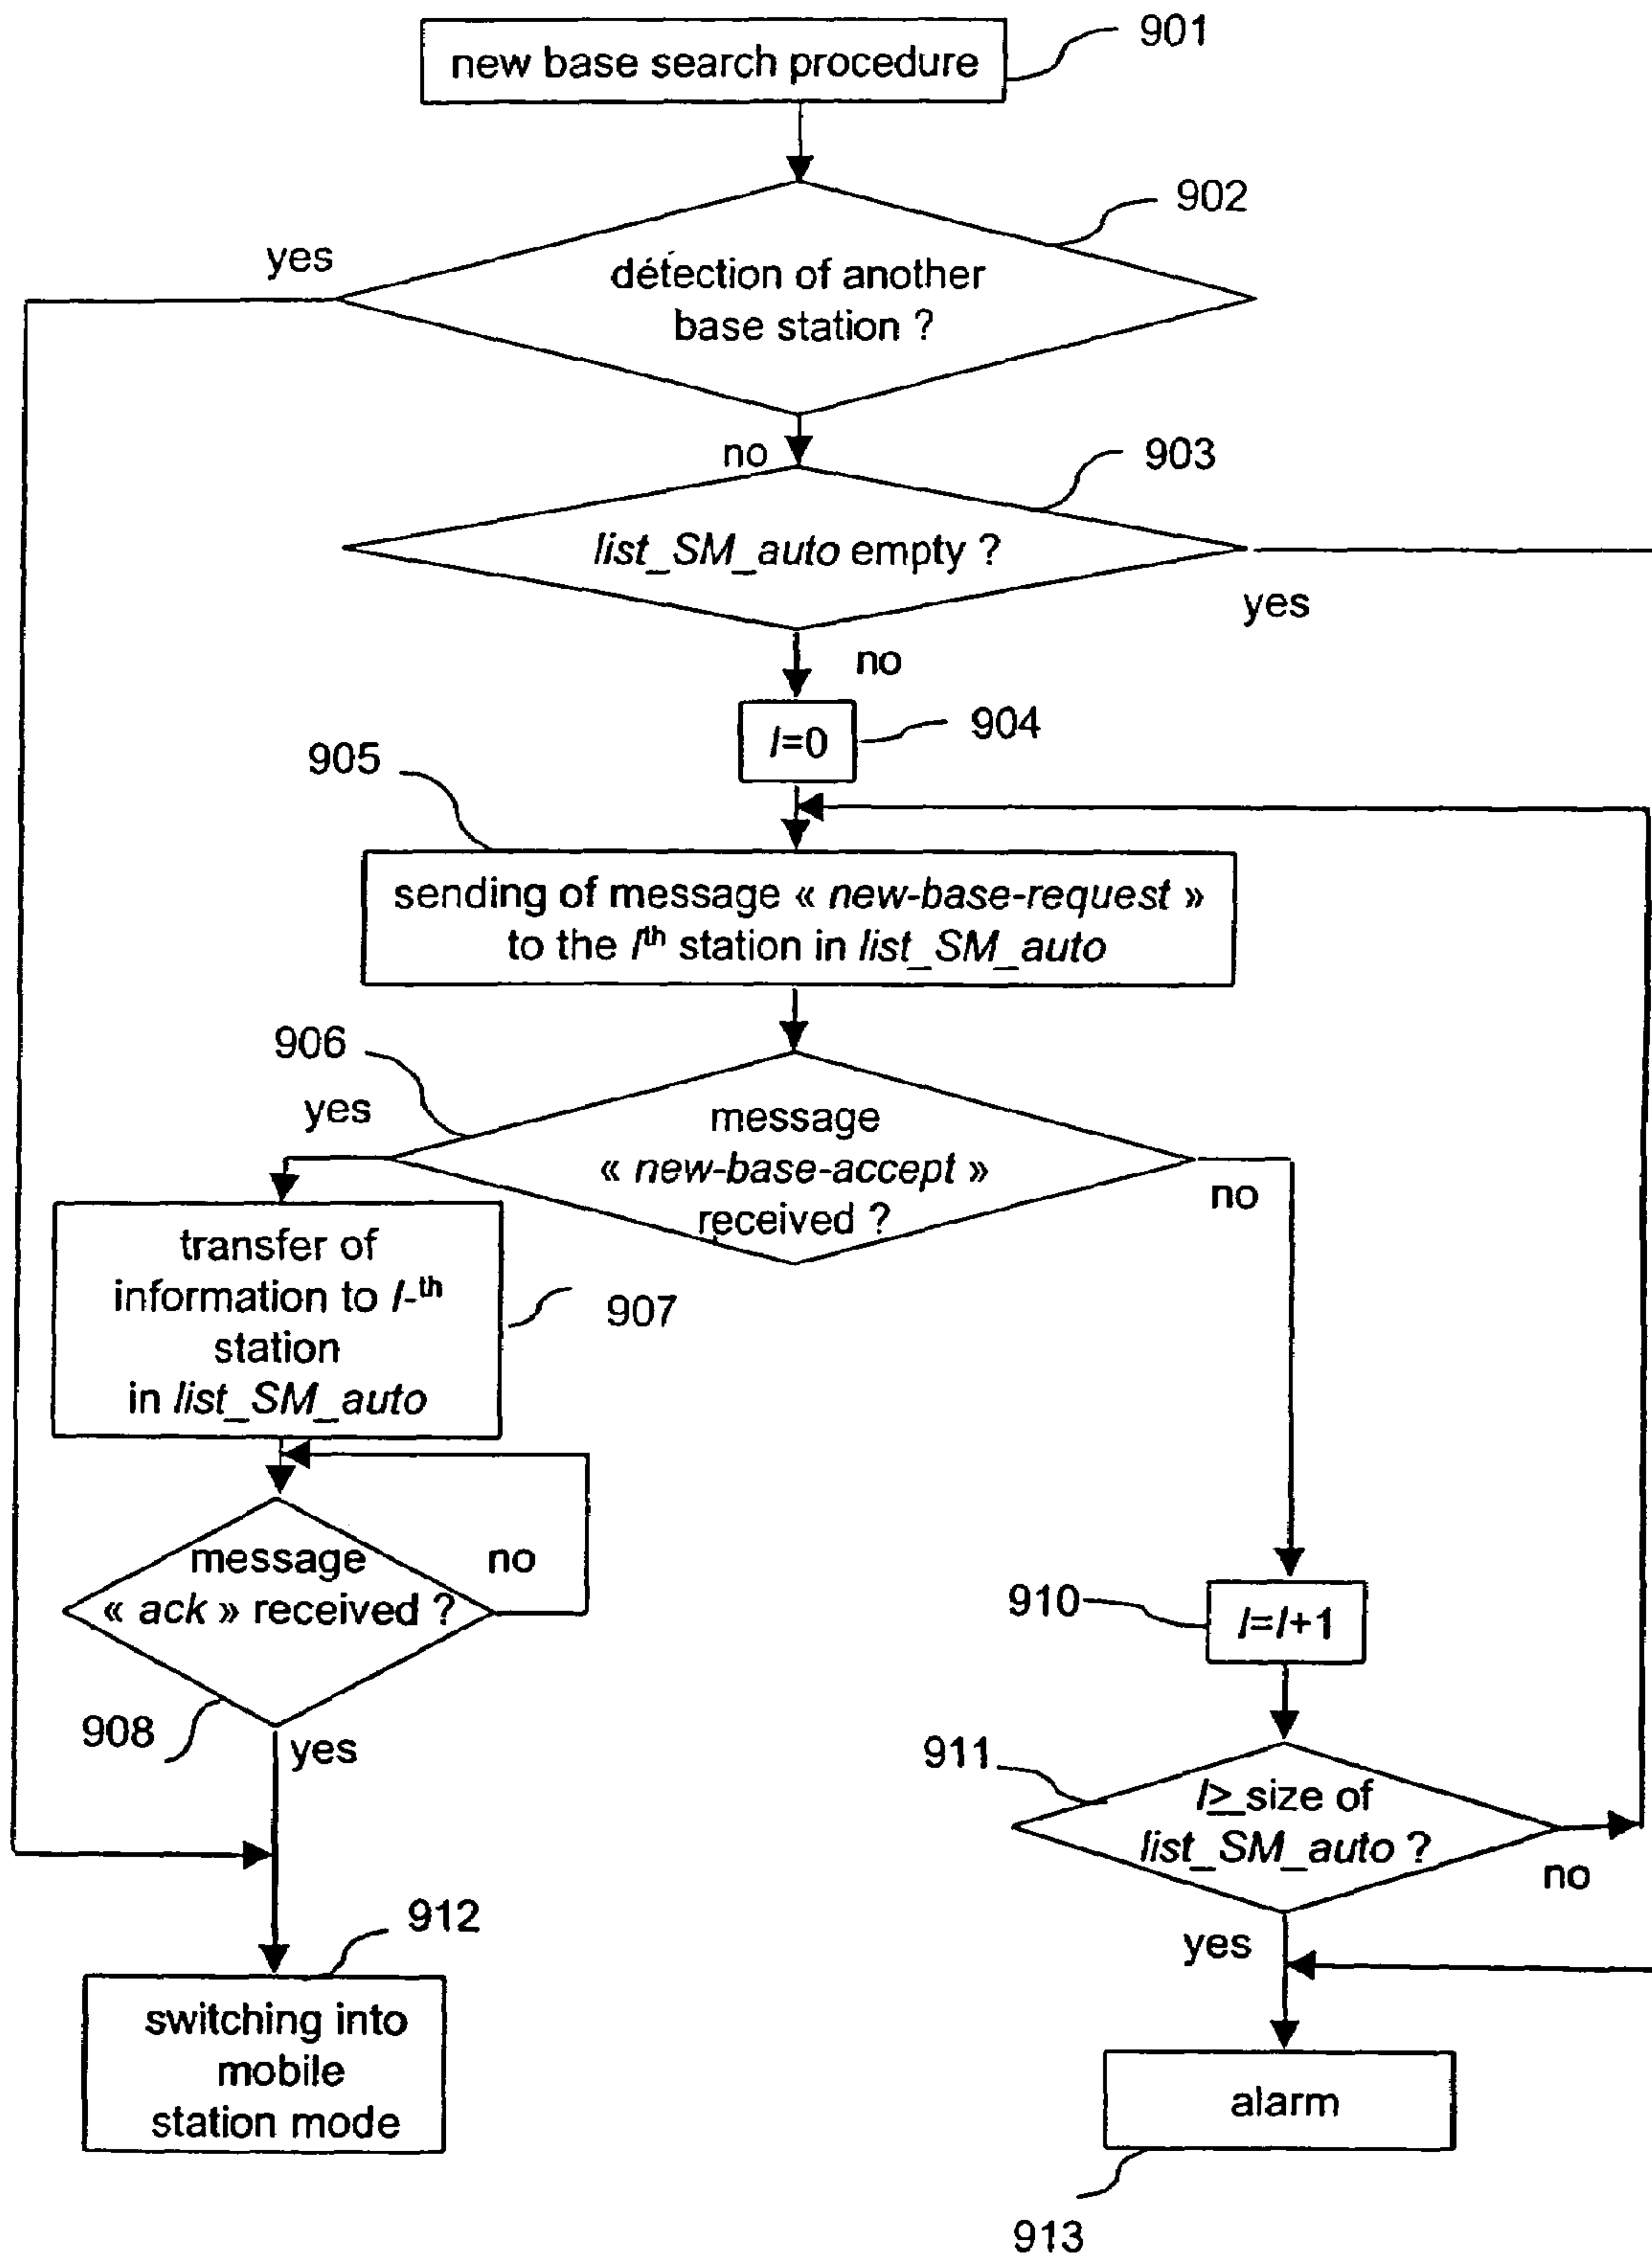 new base search procedure
901
902
yes
détection of another
base station ?
no
903
list_SM_auto empty ?
yes
no
l=0
904
905
sending of message « new-base-request »
to the lth station in list_SM_auto
906
yes
message
« new-base-accept »
received ?
no
transfer of
information to l-th
station
in list_SM_auto
907
message
« ack » received ?
no
908
yes
910
l=l+1
911
l≥ size of
list_SM_auto ?
no
yes
912
switching into
mobile
station mode
alarm
913